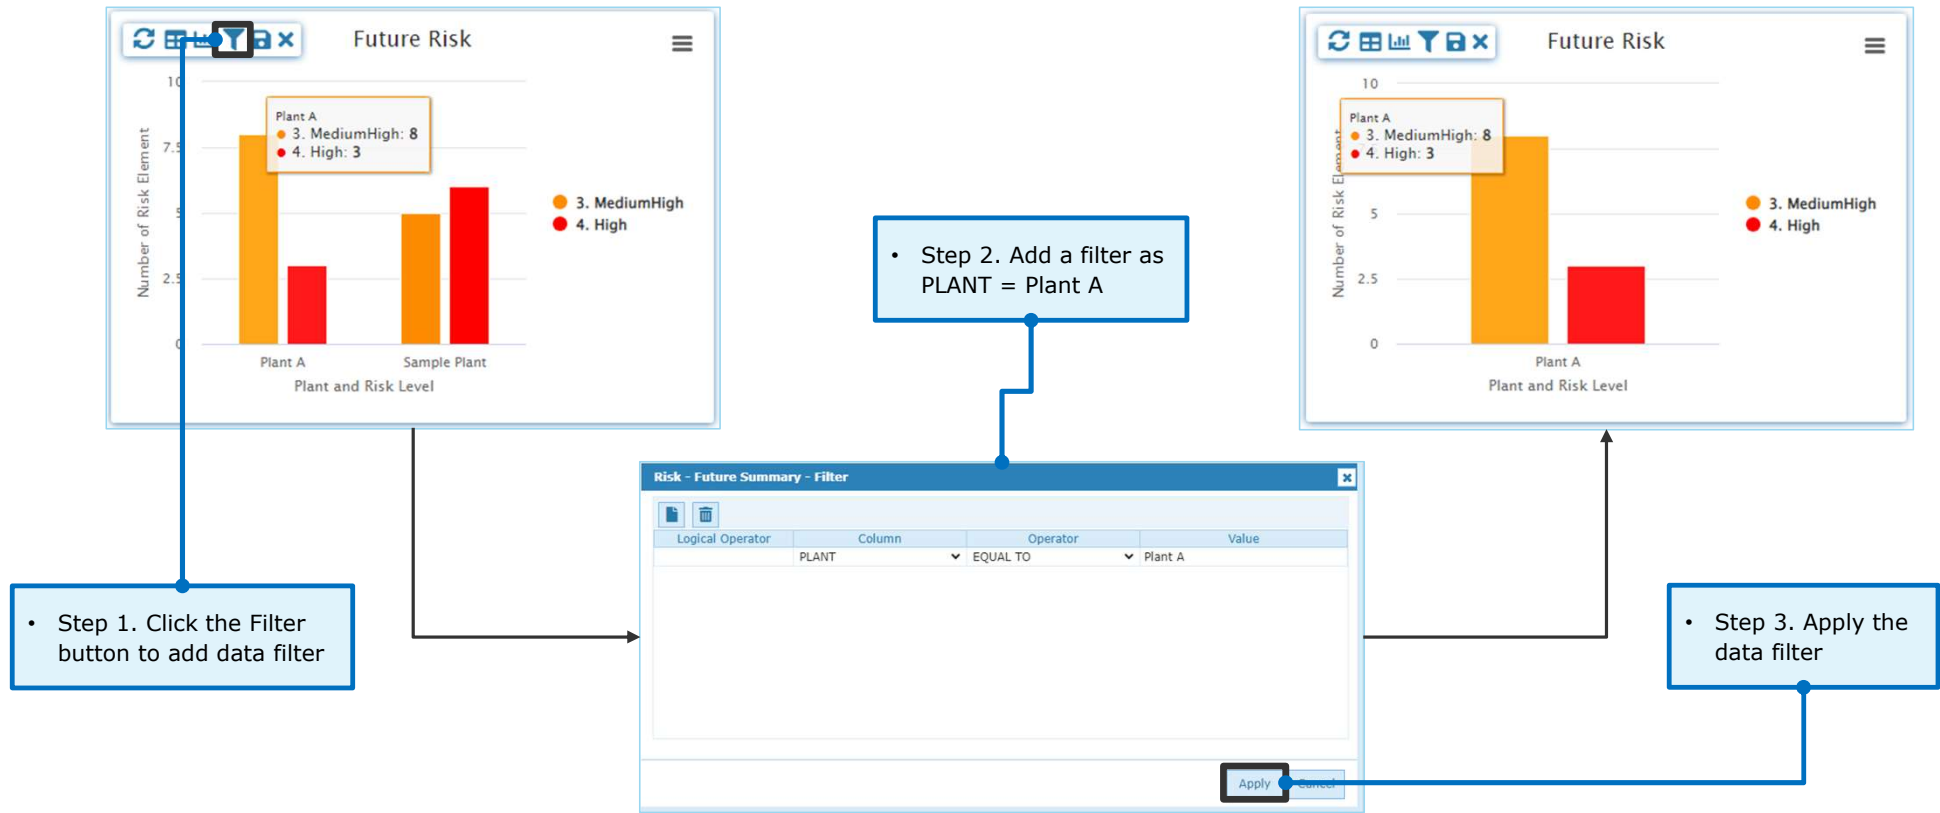 Future Risk
10
7.5
5
2.5
0
Number of Risk Element
Plant A
3. MediumHigh: 8
4. High: 3
3. MediumHigh
4. High
Plant A
Sample Plant
Plant and Risk Level
• Step 1. Click the Filter
button to add data filter
• Step 2. Add a filter as
PLANT = Plant A
Risk - Future Summary - Filter
Logical Operator Column Operator Value
PLANT EQUAL TO Plant A
Apply Cancel
Future Risk
10
5
2.5
0
Number of Risk Element
Plant A
3. MediumHigh: 8
4. High: 3
3. MediumHigh
4. High
Plant A
Plant and Risk Level
• Step 3. Apply the
data filter